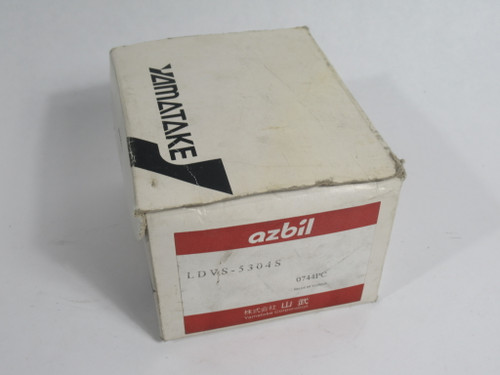 YAMATAKE
azbil
LDVS-5304S
0744PC
株式会社 山武
Yamatake Corporation